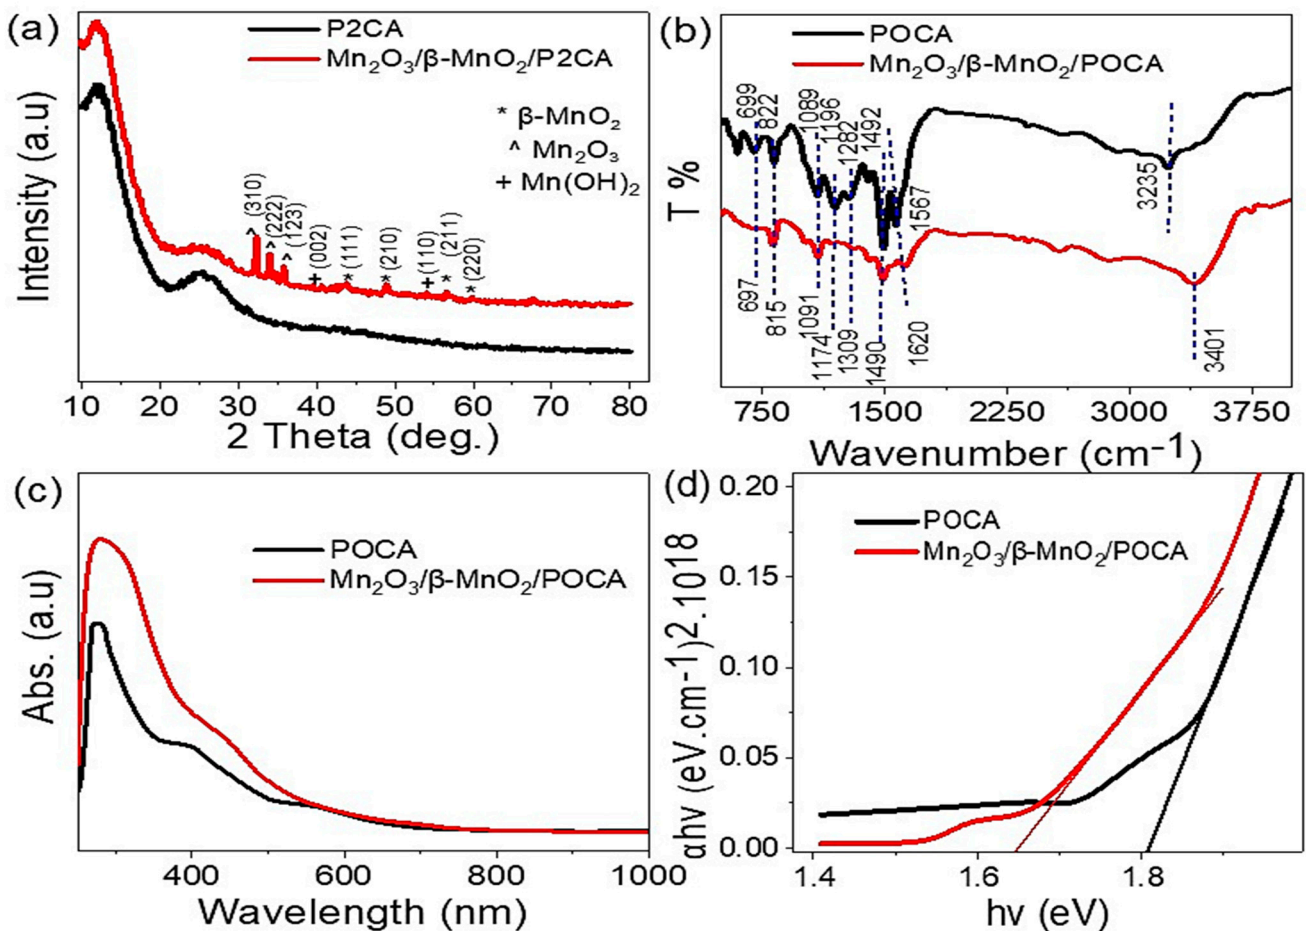 (a)
P2CA
Mn₂O₃/β-MnO₂/P2CA
* β-MnO₂
^ Mn₂O₃
+ Mn(OH)₂
^(310)
^(222)
^(123)
+(002)
*(111)
*(210)
+(110)
*(211)
*(220)
Intensity (a.u)
10 20 30 40 50 60 70 80
2 Theta (deg.)
(b)
POCA
Mn₂O₃/β-MnO₂/POCA
699
822
1089
1196
1282
1492
1567
3235
697
815
1091
1174
1309
1490
1620
3401
T %
750 1500 2250 3000 3750
Wavenumber (cm⁻¹)
(c)
POCA
Mn₂O₃/β-MnO₂/POCA
Abs. (a.u)
400 600 800 1000
Wavelength (nm)
(d)
POCA
Mn₂O₃/β-MnO₂/POCA
0.20
0.15
0.10
0.05
0.00
αhν (eV.cm-1)2.1018
1.4 1.6 1.8
hν (eV)